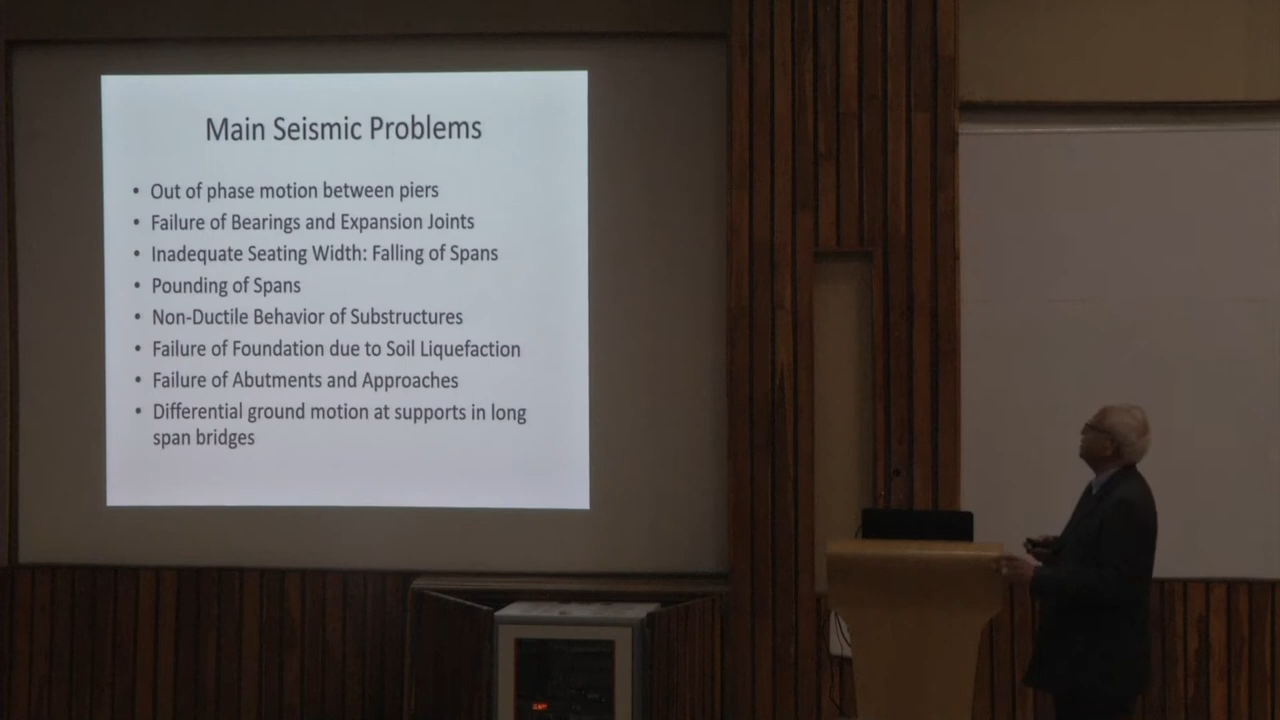 Main Seismic Problems
• Out of phase motion between piers
• Failure of Bearings and Expansion Joints
• Inadequate Seating Width: Falling of Spans
• Pounding of Spans
• Non-Ductile Behavior of Substructures
• Failure of Foundation due to Soil Liquefaction
• Failure of Abutments and Approaches
• Differential ground motion at supports in long
span bridges